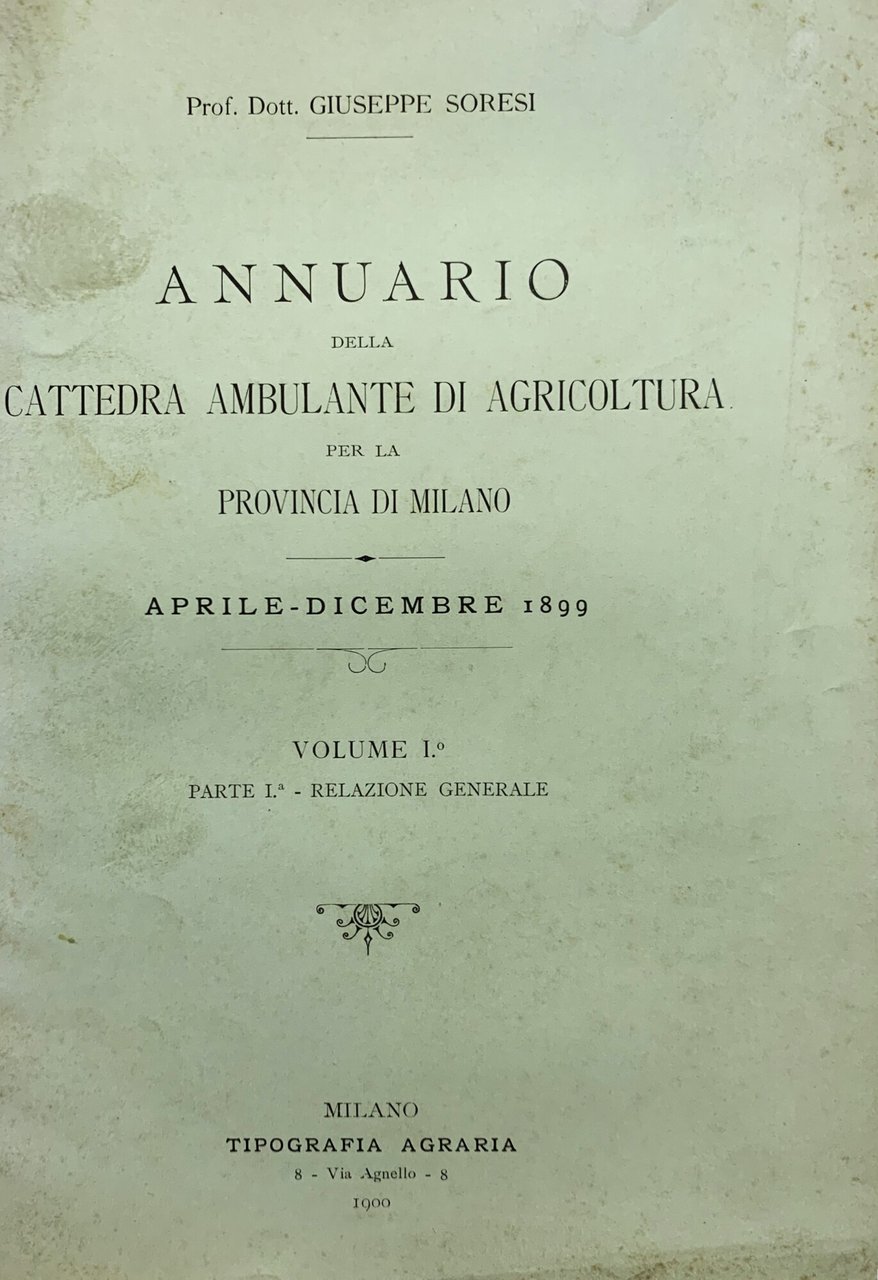 Prof. Dott. GIUSEPPE SORESI
ANNUARIO
DELLA
CATTEDRA AMBULANTE DI AGRICOLTURA
PER LA
PROVINCIA DI MILANO
APRILE-DICEMBRE 1899
VOLUME I.º
PARTE I.ª - RELAZIONE GENERALE
MILANO
TIPOGRAFIA AGRARIA
8 - Via Agnello - 8
1900